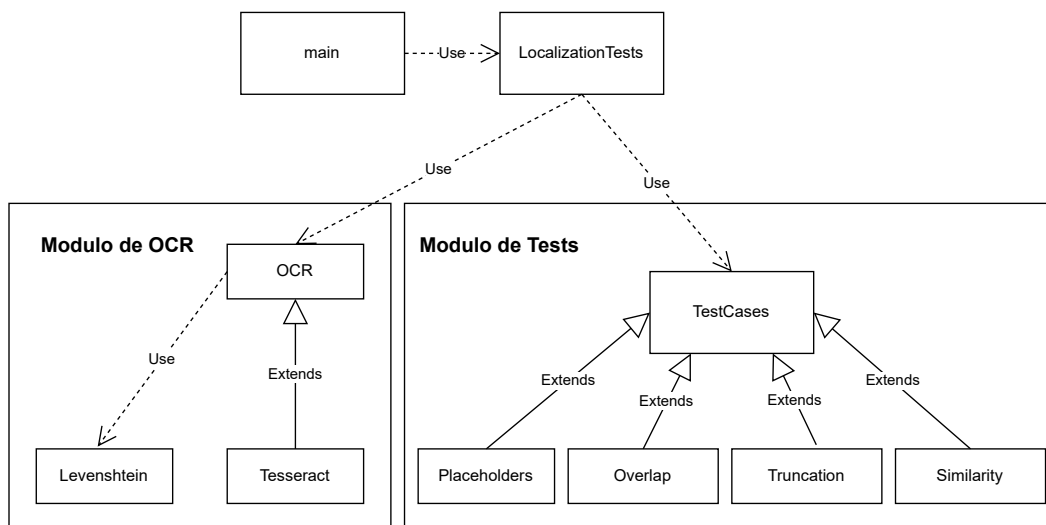 main
Use
LocalizationTests
Use
Use
Modulo de OCR
OCR
Use
Extends
Levenshtein
Tesseract
Modulo de Tests
TestCases
Extends
Extends
Extends
Extends
Placeholders
Overlap
Truncation
Similarity